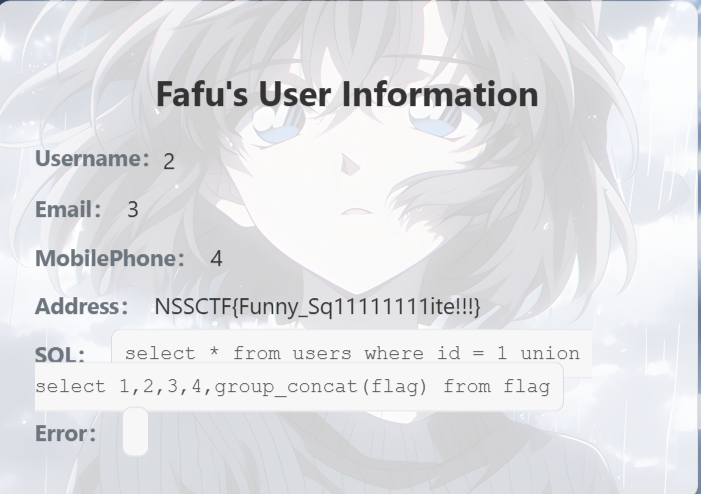 Fafu's User Information
Username： 2
Email： 3
MobilePhone： 4
Address： NSSCTF{Funny_Sq11111111ite!!!}
SQL： select * from users where id = 1 union
select 1,2,3,4,group_concat(flag) from flag
Error：